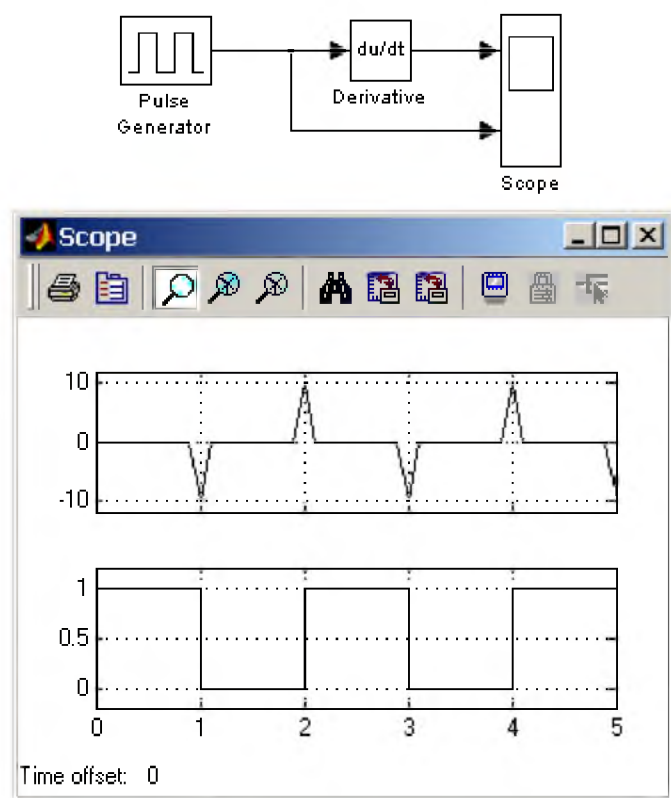 du/dt
Pulse
Generator
Derivative
Scope
Scope
10
0
-10
1
0.5
0
0 1 2 3 4 5
Time offset: 0